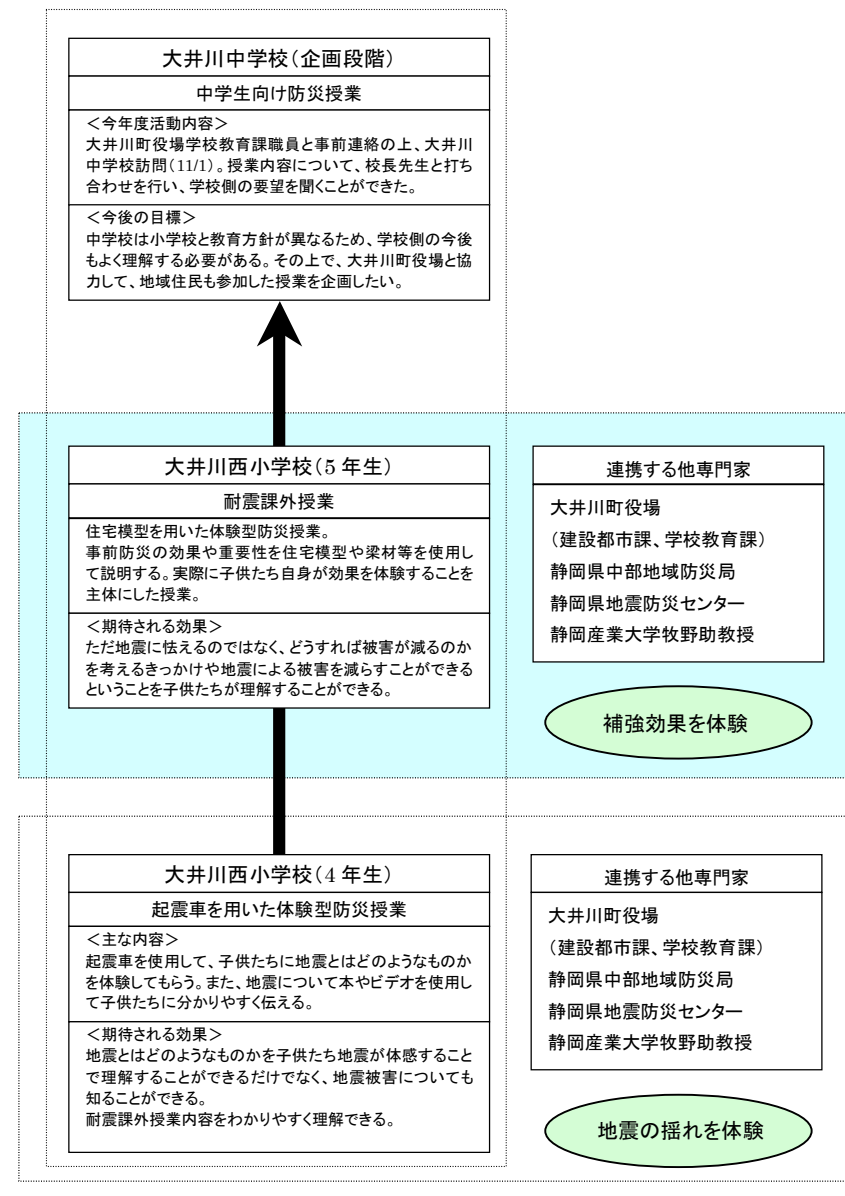 大井川中学校（企画段階）
中学生向け防災授業
＜今年度活動内容＞
大井川町役場学校教育課職員と事前連絡の上、大井川
中学校訪問（11/1）。授業内容について、校長先生と打ち
合わせを行い、学校側の要望を聞くことができた。
＜今後の目標＞
中学校は小学校と教育方針が異なるため、学校側の今後
もよく理解する必要がある。その上で、大井川町役場と協
力して、地域住民も参加した授業を企画したい。
大井川西小学校（5 年生）
耐震課外授業
住宅模型を用いた体験型防災授業。
事前防災の効果や重要性を住宅模型や梁材等を使用し
て説明する。実際に子供たち自身が効果を体験することを
主体にした授業。
＜期待される効果＞
ただ地震に怯えるのではなく、どうすれば被害が減るのか
を考えるきっかけや地震による被害を減らすことができる
ということを子供たちが理解することができる。
連携する他専門家
大井川町役場
（建設都市課、学校教育課）
静岡県中部地域防災局
静岡県地震防災センター
静岡産業大学牧野助教授
補強効果を体験
大井川西小学校（4 年生）
起震車を用いた体験型防災授業
＜主な内容＞
起震車を使用して、子供たちに地震とはどのようなものか
を体験してもらう。また、地震について本やビデオを使用し
て子供たちに分かりやすく伝える。
＜期待される効果＞
地震とはどのようなものかを子供たち地震が体感すること
で理解することができるだけでなく、地震被害についても
知ることができる。
耐震課外授業内容をわかりやすく理解できる。
連携する他専門家
大井川町役場
（建設都市課、学校教育課）
静岡県中部地域防災局
静岡県地震防災センター
静岡産業大学牧野助教授
地震の揺れを体験